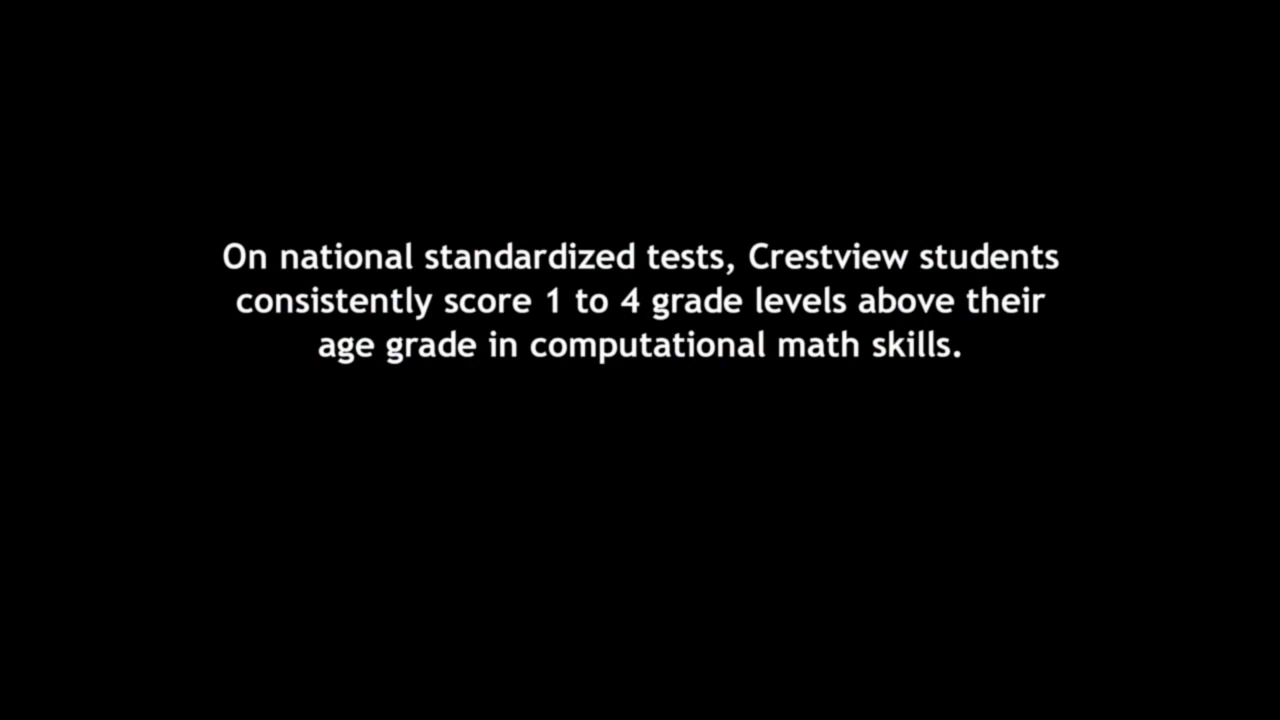 On national standardized tests, Crestview students
consistently score 1 to 4 grade levels above their
age grade in computational math skills.